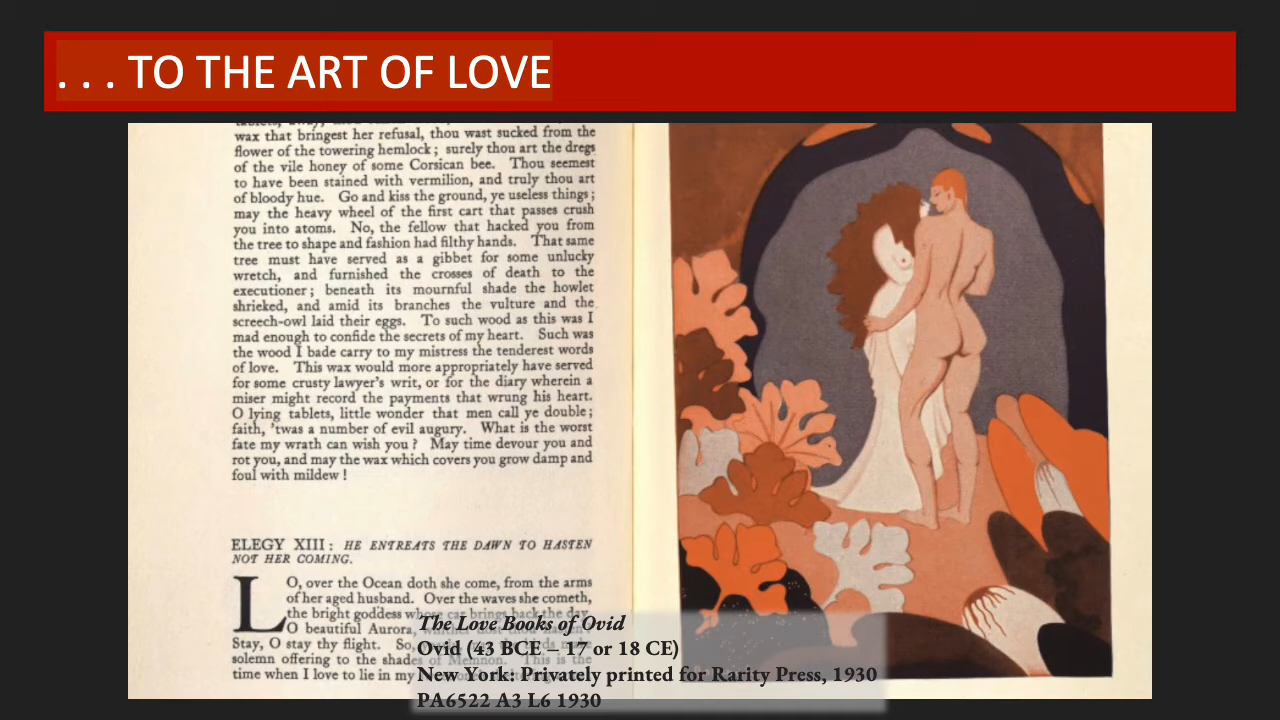 . . . TO THE ART OF LOVE
wax that bringest her refusal, thou wast sucked from the
flower of the towering hemlock; surely thou art the dregs
of the vile honey of some Corsican bee. Thou seemest
to have been stained with vermilion, and truly thou art
of bloody hue. Go and kiss the ground, ye useless things;
may the heavy wheel of the first cart that passes crush
you into atoms. No, the fellow that hacked you from
the tree to shape and fashion had filthy hands. That same
tree must have served as a gibbet for some unlucky
wretch, and furnished the crosses of death to the
executioner; beneath its mournful shade the howlet
shrieked, and amid its branches the vulture and the
screech-owl laid their eggs. To such wood as this was I
mad enough to confide the secrets of my heart. Such was
the wood I bade carry to my mistress the tenderest words
of love. This wax would more appropriately have served
for some crusty lawyer's writ, or for the diary wherein a
miser might record the payments that wrung his heart.
O lying tablets, little wonder that men call ye double;
faith, 'twas a number of evil augury. What is the worst
fate my wrath can wish you? May time devour you and
rot you, and may the wax which covers you grow damp and
foul with mildew!
ELEGY XIII: HE ENTREATS THE DAWN TO HASTEN
NOT HER COMING.
LO, over the Ocean doth she come, from the arms
of her aged husband. Over the waves she cometh,
the bright goddess whose car brings back the day.
O beautiful Aurora, whither dost thou
Stay, O stay thy flight. So,
solemn offering to the shades of Memnon. This is the
time when I love to lie in my
The Love Books of Ovid
Ovid (43 BCE – 17 or 18 CE)
New York: Privately printed for Rarity Press, 1930
PA6522 A3 L6 1930